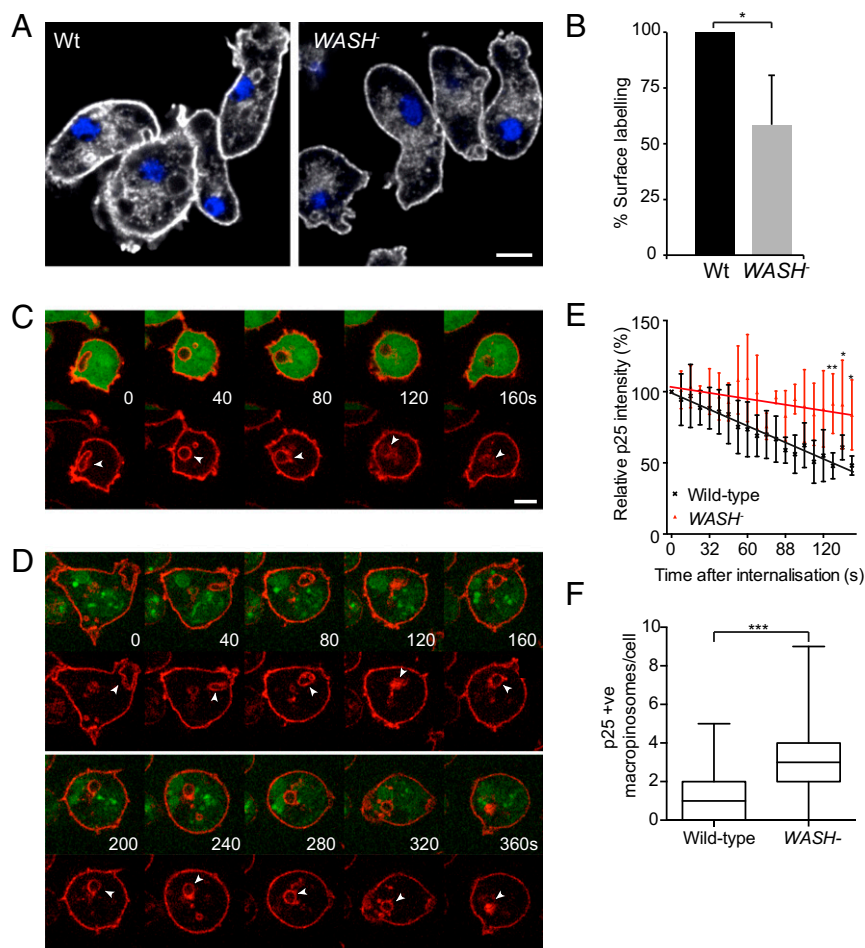 A
Wt
WASH-
B
*
% Surface labelling
100
75
50
25
0
Wt
WASH-
C
0
40
80
120
160s
D
0
40
80
120
160
200
240
280
320
360s
E
Relative p25 intensity (%)
150
100
50
0
**
*
*
Wild-type
WASH-
0
32
60
88
120
Time after internalisation (s)
F
p25 +ve
macropinosomes/cell
10
8
6
4
2
0
***
Wild-type
WASH-